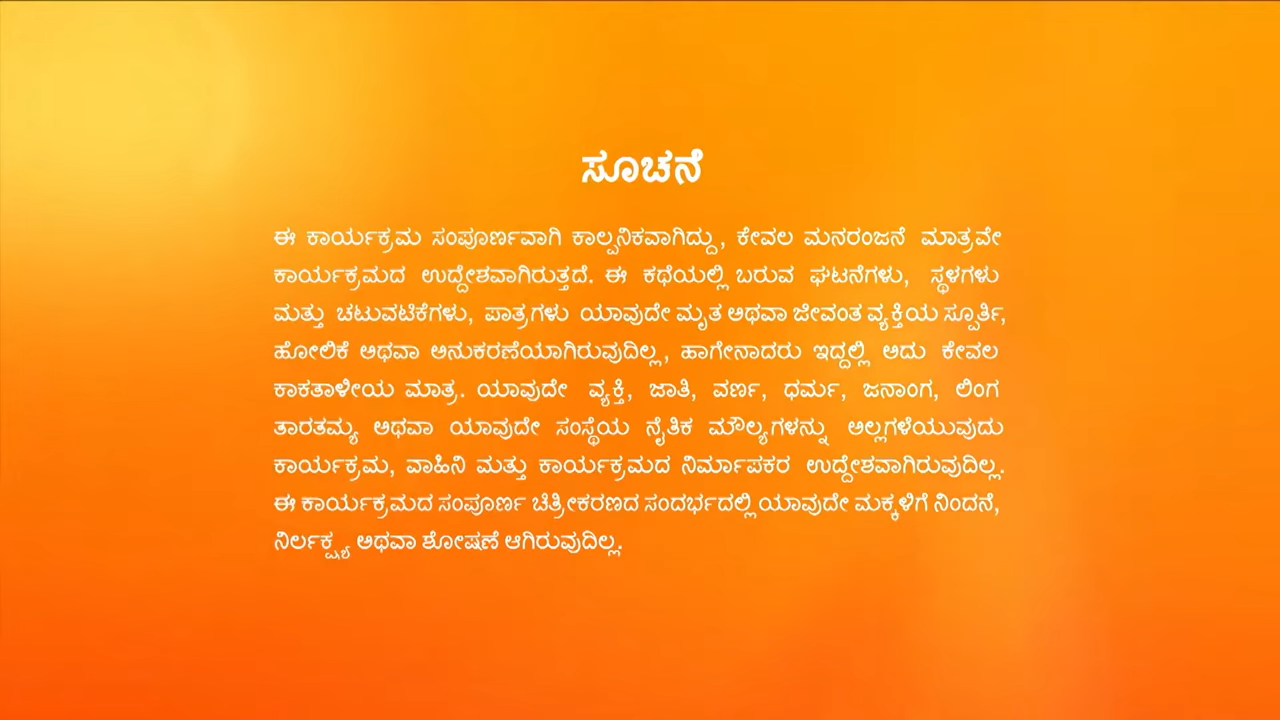 ಸೂಚನೆ
ಈ ಕಾರ್ಯಕ್ರಮ ಸಂಪೂರ್ಣವಾಗಿ ಕಾಲ್ಪನಿಕವಾಗಿದ್ದು, ಕೇವಲ ಮನರಂಜನೆ ಮಾತ್ರವೇ
ಕಾರ್ಯಕ್ರಮದ ಉದ್ದೇಶವಾಗಿರುತ್ತದೆ. ಈ ಕಥೆಯಲ್ಲಿ ಬರುವ ಘಟನೆಗಳು, ಸ್ಥಳಗಳು
ಮತ್ತು ಚಟುವಟಿಕೆಗಳು, ಪಾತ್ರಗಳು ಯಾವುದೇ ಮೃತ ಅಥವಾ ಜೀವಂತ ವ್ಯಕ್ತಿಯ ಸ್ಪೂರ್ತಿ,
ಹೋಲಿಕೆ ಅಥವಾ ಅನುಕರಣೆಯಾಗಿರುವುದಿಲ್ಲ, ಹಾಗೇನಾದರು ಇದ್ದಲ್ಲಿ ಅದು ಕೇವಲ
ಕಾಕತಾಳೀಯ ಮಾತ್ರ. ಯಾವುದೇ ವ್ಯಕ್ತಿ, ಜಾತಿ, ವರ್ಣ, ಧರ್ಮ, ಜನಾಂಗ, ಲಿಂಗ
ತಾರತಮ್ಯ ಅಥವಾ ಯಾವುದೇ ಸಂಸ್ಥೆಯ ನೈತಿಕ ಮೌಲ್ಯಗಳನ್ನು ಅಲ್ಲಗಳೆಯುವುದು
ಕಾರ್ಯಕ್ರಮ, ವಾಹಿನಿ ಮತ್ತು ಕಾರ್ಯಕ್ರಮದ ನಿರ್ಮಾಪಕರ ಉದ್ದೇಶವಾಗಿರುವುದಿಲ್ಲ.
ಈ ಕಾರ್ಯಕ್ರಮದ ಸಂಪೂರ್ಣ ಚಿತ್ರೀಕರಣದ ಸಂದರ್ಭದಲ್ಲಿ ಯಾವುದೇ ಮಕ್ಕಳಿಗೆ ನಿಂದನೆ,
ನಿರ್ಲಕ್ಷ್ಯ ಅಥವಾ ಶೋಷಣೆ ಆಗಿರುವುದಿಲ್ಲ.